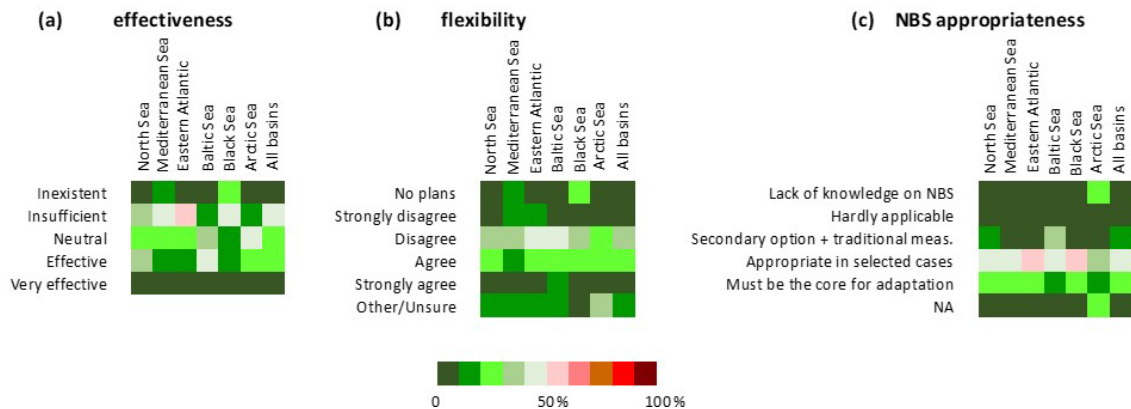 (a) effectiveness
North Sea
Mediterranean Sea
Eastern Atlantic
Baltic Sea
Black Sea
Arctic Sea
All basins
Inexistent
Insufficient
Neutral
Effective
Very effective
(b) flexibility
North Sea
Mediterranean Sea
Eastern Atlantic
Baltic Sea
Black Sea
Arctic Sea
All basins
No plans
Strongly disagree
Disagree
Agree
Strongly agree
Other/Unsure
(c) NBS appropriateness
North Sea
Mediterranean Sea
Eastern Atlantic
Baltic Sea
Black Sea
Arctic Sea
All basins
Lack of knowledge on NBS
Hardly applicable
Secondary option + traditional meas.
Appropriate in selected cases
Must be the core for adaptation
NA
0 50% 100%